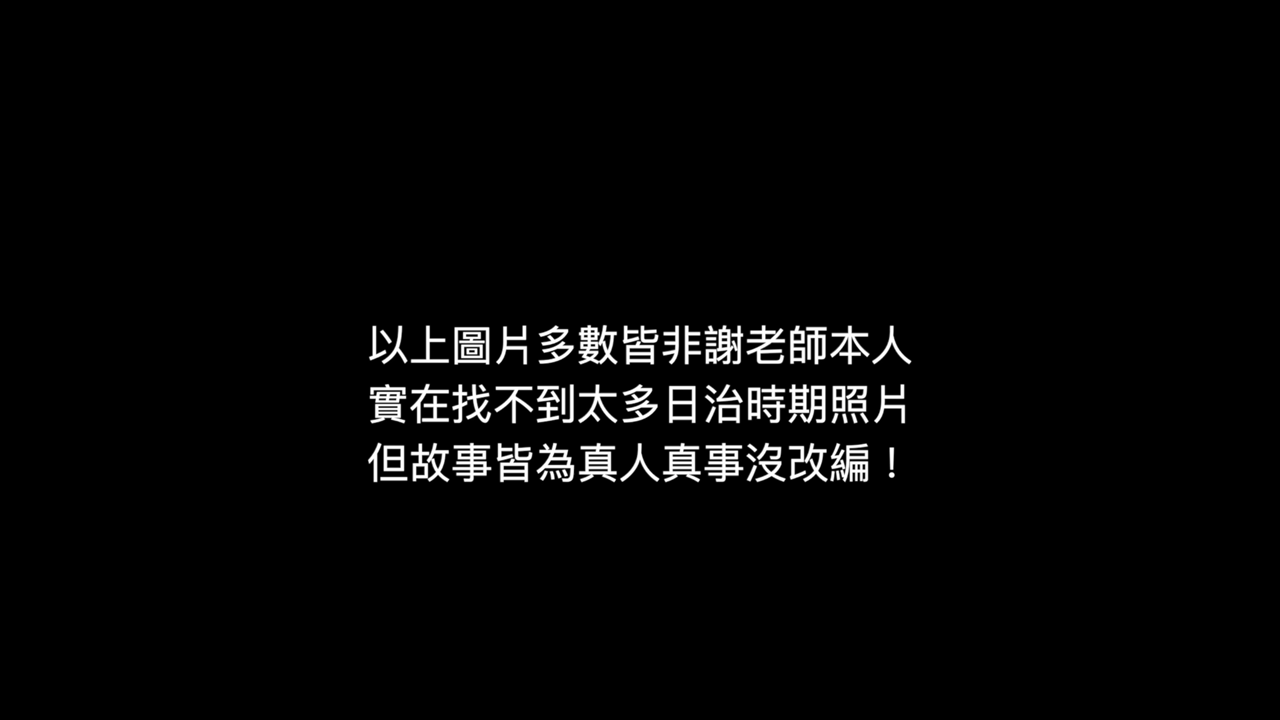 以上圖片多數皆非謝老師本人
實在找不到太多日治時期照片
但故事皆為真人真事沒改編！